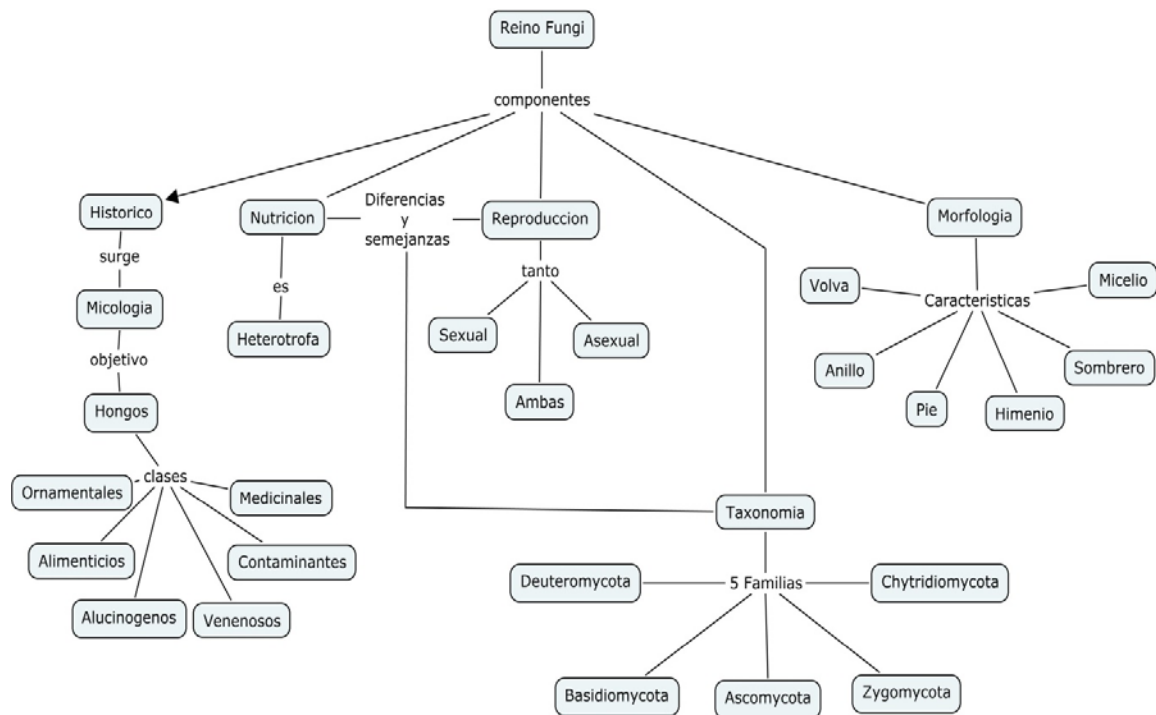 Reino Fungi
componentes
Historico
Nutricion
Diferencias
y
semejanzas
Reproduccion
Morfologia
surge
es
tanto
Micologia
Heterotrofa
Sexual
Asexual
Ambas
Volva
Caracteristicas
Micelio
Anillo
Pie
Himenio
Sombrero
objetivo
Hongos
clases
Ornamentales
Medicinales
Alimenticios
Contaminantes
Alucinogenos
Venenosos
Taxonomia
5 Familias
Deuteromycota
Chytridiomycota
Basidiomycota
Ascomycota
Zygomycota